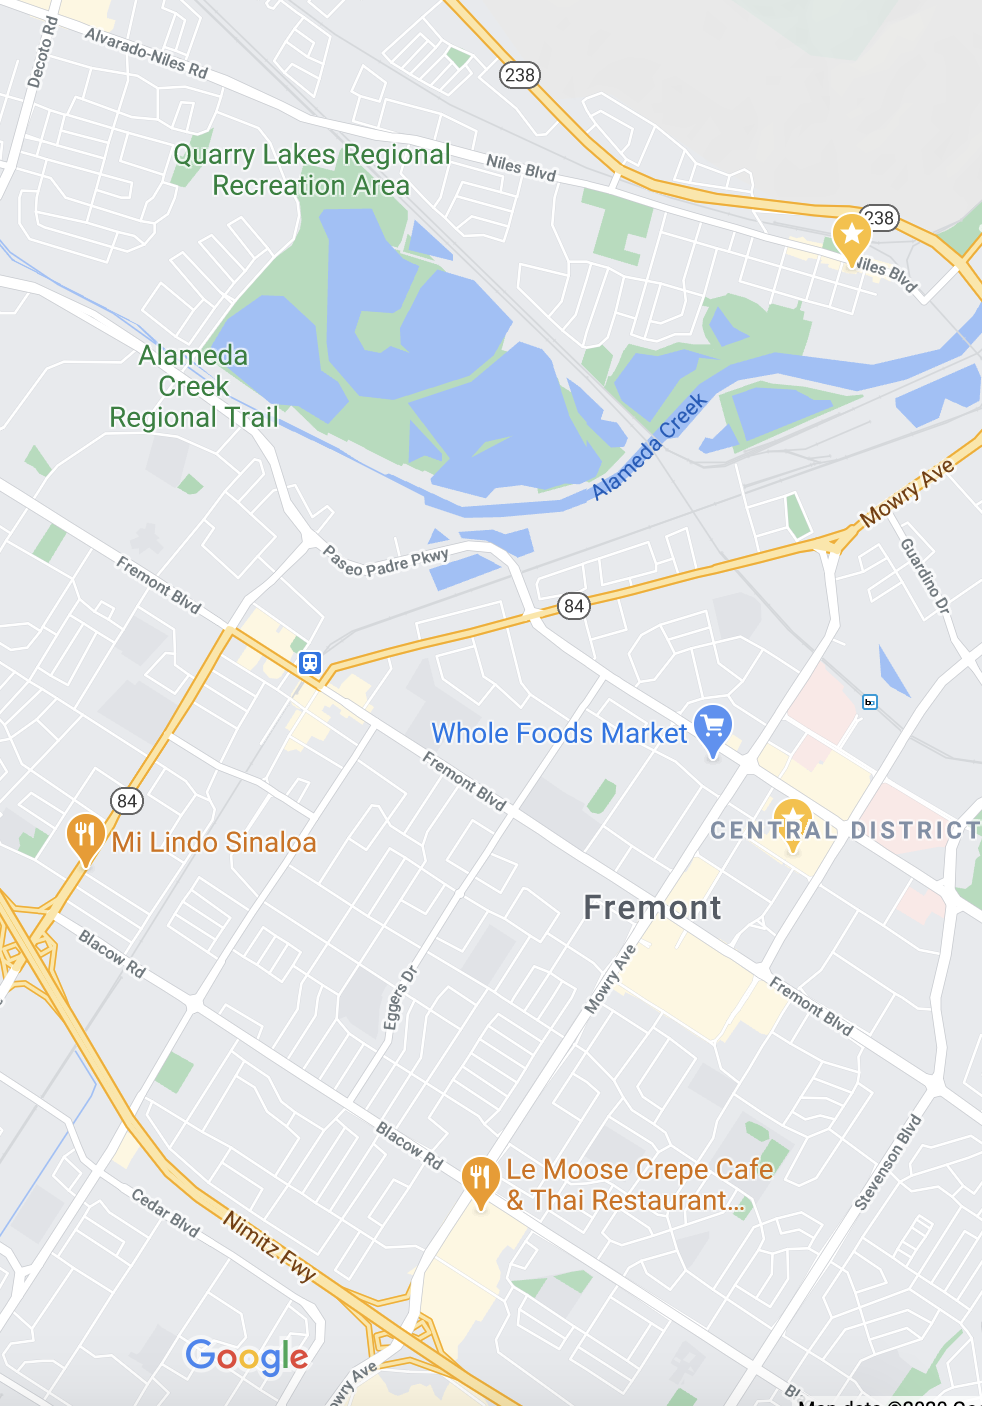 Decoto Rd
Alvarado-Niles Rd
238
Quarry Lakes Regional
Recreation Area
Niles Blvd
238
Niles Blvd
Alameda
Creek
Regional Trail
Alameda Creek
Mowry Ave
Paseo Padre Pkwy
Guardino Dr
Fremont Blvd
84
Whole Foods Market
Fremont Blvd
84
Mi Lindo Sinaloa
CENTRAL DISTRICT
Fremont
Blacow Rd
Eggers Dr
Mowry Ave
Fremont Blvd
Blacow Rd
Le Moose Crepe Cafe
& Thai Restaurant...
Stevenson Blvd
Cedar Blvd
Nimitz Fwy
Google
owry Ave